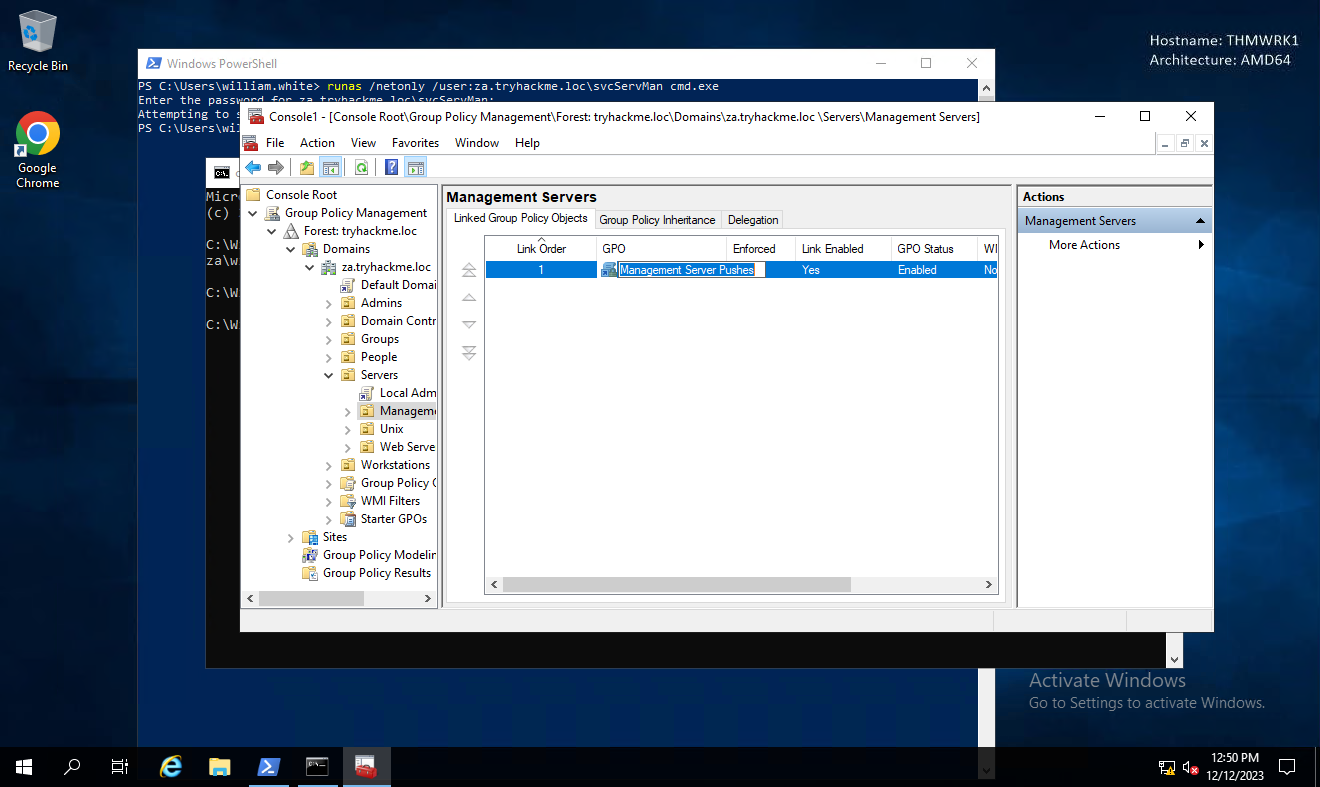 Recycle Bin
Google
Chrome
Hostname: THMWRK1
Architecture: AMD64
Windows PowerShell
PS C:\Users\william.white> runas /netonly /user:za.tryhackme.loc\svcServMan cmd.exe
Enter the password for za.tryhackme.loc\svcServMan:
Attempting to s
PS C:\Users\wil
Console1 - [Console Root\Group Policy Management\Forest: tryhackme.loc\Domains\za.tryhackme.loc \Servers\Management Servers]
File Action View Favorites Window Help
Micro
(c)
C:\W
za\w
C:\W
C:\W
Console Root
Group Policy Management
Forest: tryhackme.loc
Domains
za.tryhackme.loc
Default Domai
Admins
Domain Contr
Groups
People
Servers
Local Adm
Manageme
Unix
Web Serve
Workstations
Group Policy O
WMI Filters
Starter GPOs
Sites
Group Policy Modelin
Group Policy Results
Management Servers
Linked Group Policy Objects Group Policy Inheritance Delegation
Link Order GPO Enforced Link Enabled GPO Status WI
1 Management Server Pushes Yes Enabled No
Actions
Management Servers
More Actions
Activate Windows
Go to Settings to activate Windows.
12:50 PM
12/12/2023